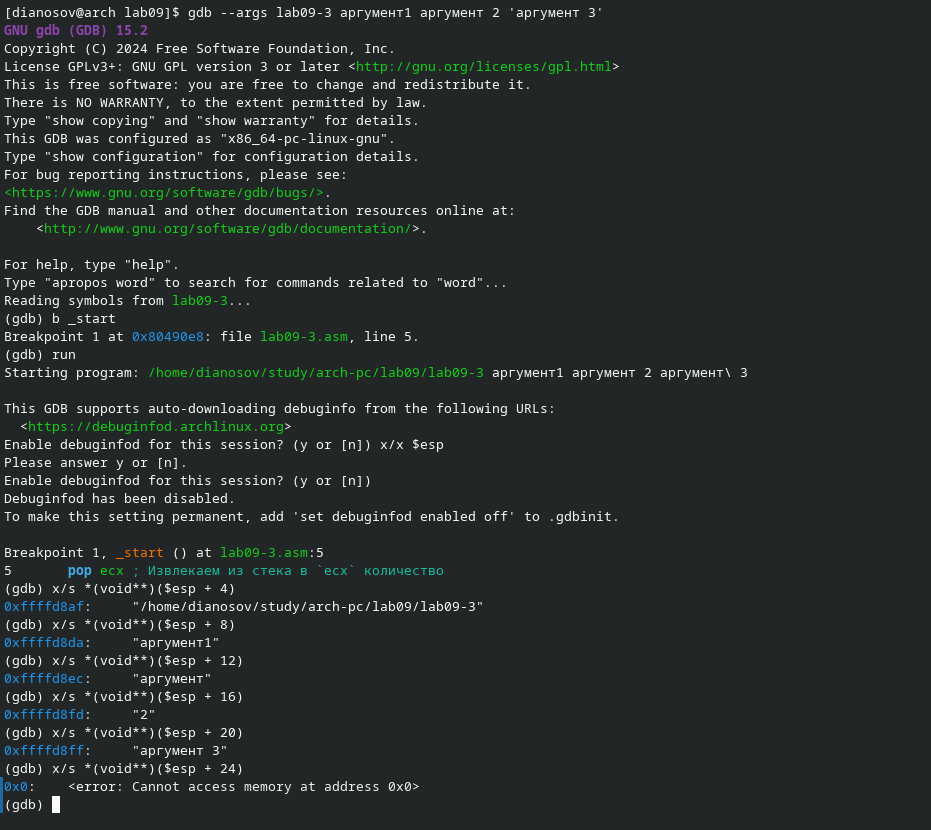 [dianosov@arch lab09]$ gdb --args lab09-3 аргумент1 аргумент 2 'аргумент 3'
GNU gdb (GDB) 15.2
Copyright (C) 2024 Free Software Foundation, Inc.
License GPLv3+: GNU GPL version 3 or later <http://gnu.org/licenses/gpl.html>
This is free software: you are free to change and redistribute it.
There is NO WARRANTY, to the extent permitted by law.
Type "show copying" and "show warranty" for details.
This GDB was configured as "x86_64-pc-linux-gnu".
Type "show configuration" for configuration details.
For bug reporting instructions, please see:
<https://www.gnu.org/software/gdb/bugs/>.
Find the GDB manual and other documentation resources online at:
    <http://www.gnu.org/software/gdb/documentation/>.

For help, type "help".
Type "apropos word" to search for commands related to "word"...
Reading symbols from lab09-3...
(gdb) b _start
Breakpoint 1 at 0x80490e8: file lab09-3.asm, line 5.
(gdb) run
Starting program: /home/dianosov/study/arch-pc/lab09/lab09-3 аргумент1 аргумент 2 аргумент\ 3

This GDB supports auto-downloading debuginfo from the following URLs:
  <https://debuginfod.archlinux.org>
Enable debuginfod for this session? (y or [n]) x/x $esp
Please answer y or [n].
Enable debuginfod for this session? (y or [n])
Debuginfod has been disabled.
To make this setting permanent, add 'set debuginfod enabled off' to .gdbinit.

Breakpoint 1, _start () at lab09-3.asm:5
5       pop ecx ; Извлекаем из стека в `ecx` количество
(gdb) x/s *(void**)($esp + 4)
0xffffd8af:     "/home/dianosov/study/arch-pc/lab09/lab09-3"
(gdb) x/s *(void**)($esp + 8)
0xffffd8da:     "аргумент1"
(gdb) x/s *(void**)($esp + 12)
0xffffd8ec:     "аргумент"
(gdb) x/s *(void**)($esp + 16)
0xffffd8fd:     "2"
(gdb) x/s *(void**)($esp + 20)
0xffffd8ff:     "аргумент 3"
(gdb) x/s *(void**)($esp + 24)
0x0:    <error: Cannot access memory at address 0x0>
(gdb)